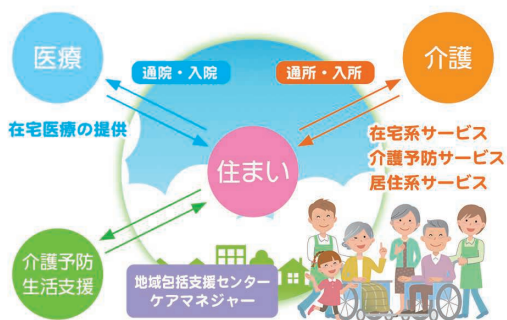 医療
介護
通院・入院
通所・入所
在宅医療の提供
在宅系サービス
介護予防サービス
居住系サービス
住まい
介護予防
生活支援
地域包括支援センター
ケアマネジャー